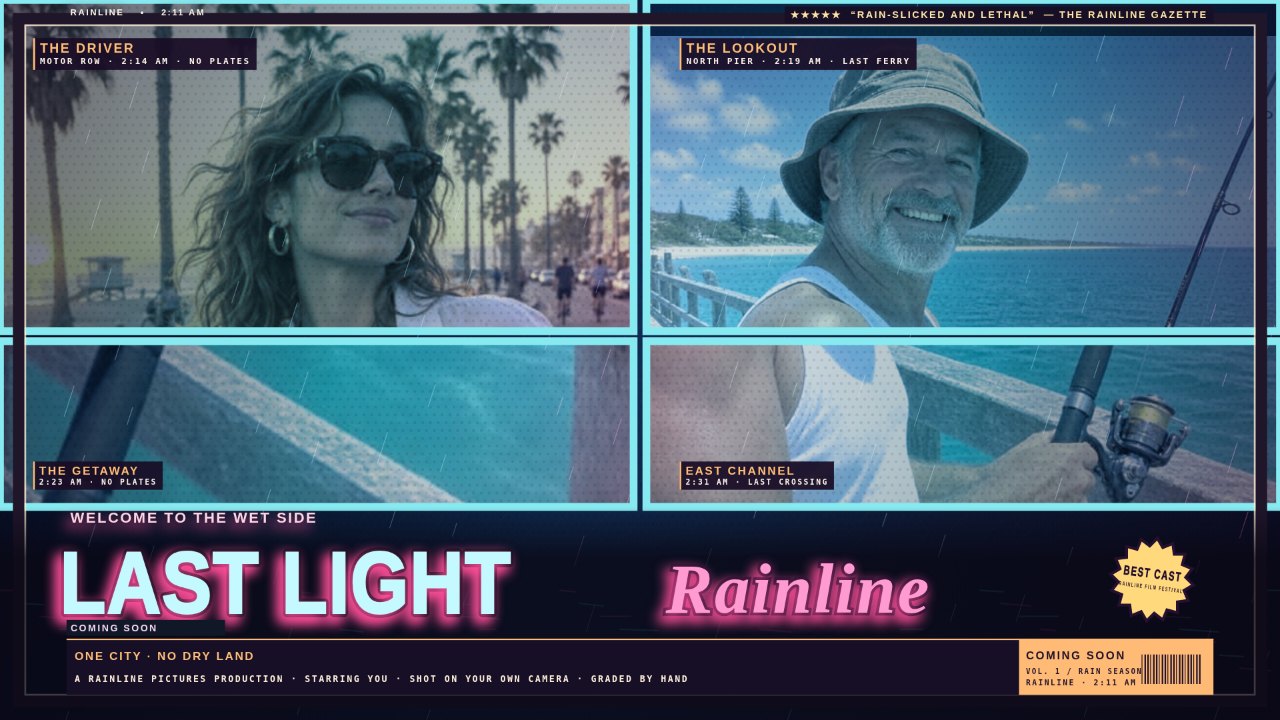 RAINLINE • 2:11 AM
★★★★★ “RAIN-SLICKED AND LETHAL” — THE RAINLINE GAZETTE
THE DRIVER
MOTOR ROW · 2:14 AM · NO PLATES
THE LOOKOUT
NORTH PIER · 2:19 AM · LAST FERRY
THE GETAWAY
2:23 AM · NO PLATES
EAST CHANNEL
2:31 AM · LAST CROSSING
WELCOME TO THE WET SIDE
LAST LIGHT
Rainline
BEST CAST
RAINLINE FILM FESTIVAL
COMING SOON
ONE CITY · NO DRY LAND
A RAINLINE PICTURES PRODUCTION · STARRING YOU · SHOT ON YOUR OWN CAMERA · GRADED BY HAND
COMING SOON
VOL. 1 / RAIN SEASON
RAINLINE · 2:11 AM